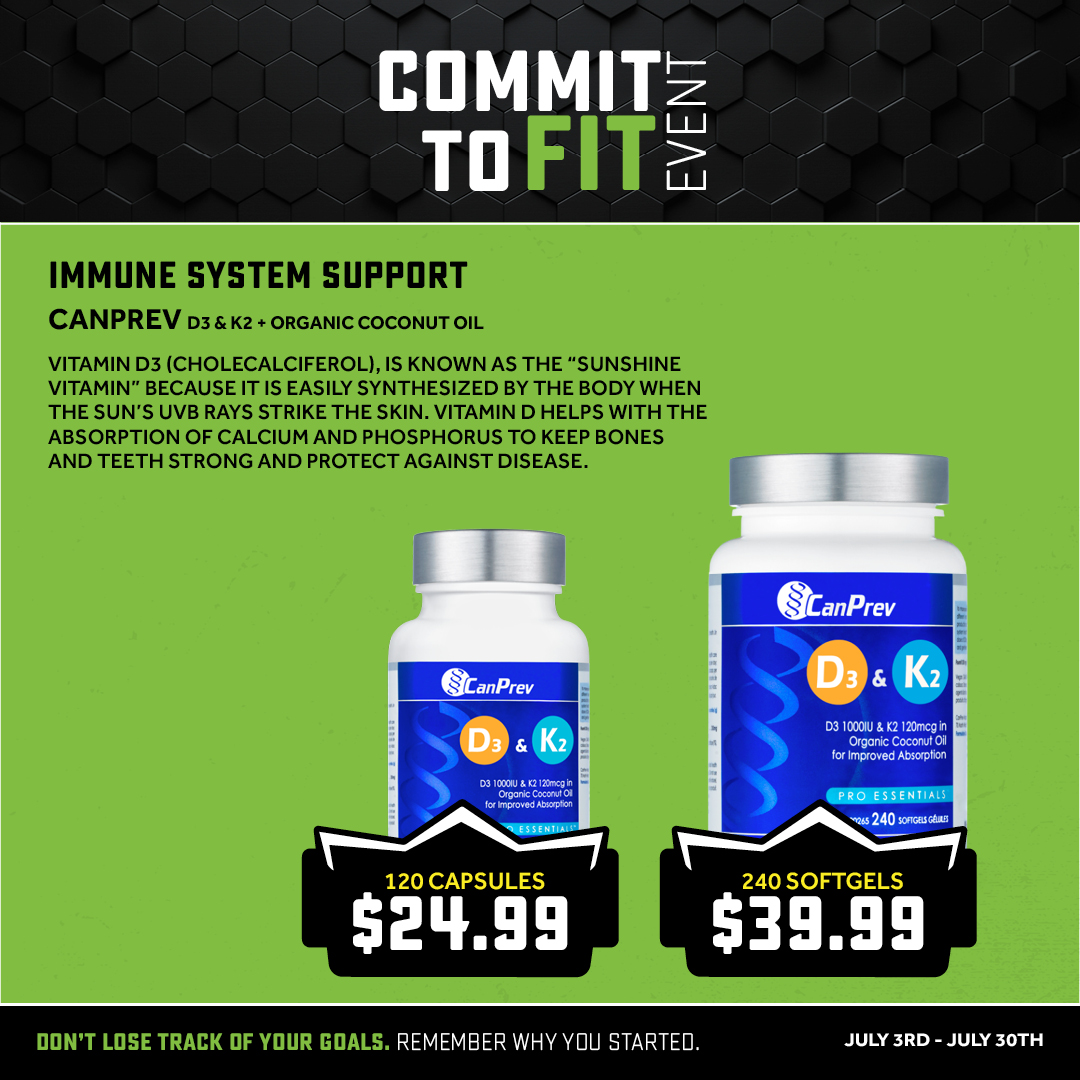 COMMIT
TO FIT
EVENT
IMMUNE SYSTEM SUPPORT
CANPREV D3 & K2 + ORGANIC COCONUT OIL
VITAMIN D3 (CHOLECALCIFEROL), IS KNOWN AS THE “SUNSHINE
VITAMIN” BECAUSE IT IS EASILY SYNTHESIZED BY THE BODY WHEN
THE SUN’S UVB RAYS STRIKE THE SKIN. VITAMIN D HELPS WITH THE
ABSORPTION OF CALCIUM AND PHOSPHORUS TO KEEP BONES
AND TEETH STRONG AND PROTECT AGAINST DISEASE.
CanPrev
D3 & K2
D3 1000IU & K2 120mcg in
Organic Coconut Oil
for Improved Absorption
ESSENTIALS
120 CAPSULES
$24.99
CanPrev
D3 & K2
D3 1000IU & K2 120mcg in
Organic Coconut Oil
for Improved Absorption
PRO ESSENTIALS
240 SOFTGELS GÉLULES
240 SOFTGELS
$39.99
DON’T LOSE TRACK OF YOUR GOALS. REMEMBER WHY YOU STARTED.
JULY 3RD - JULY 30TH